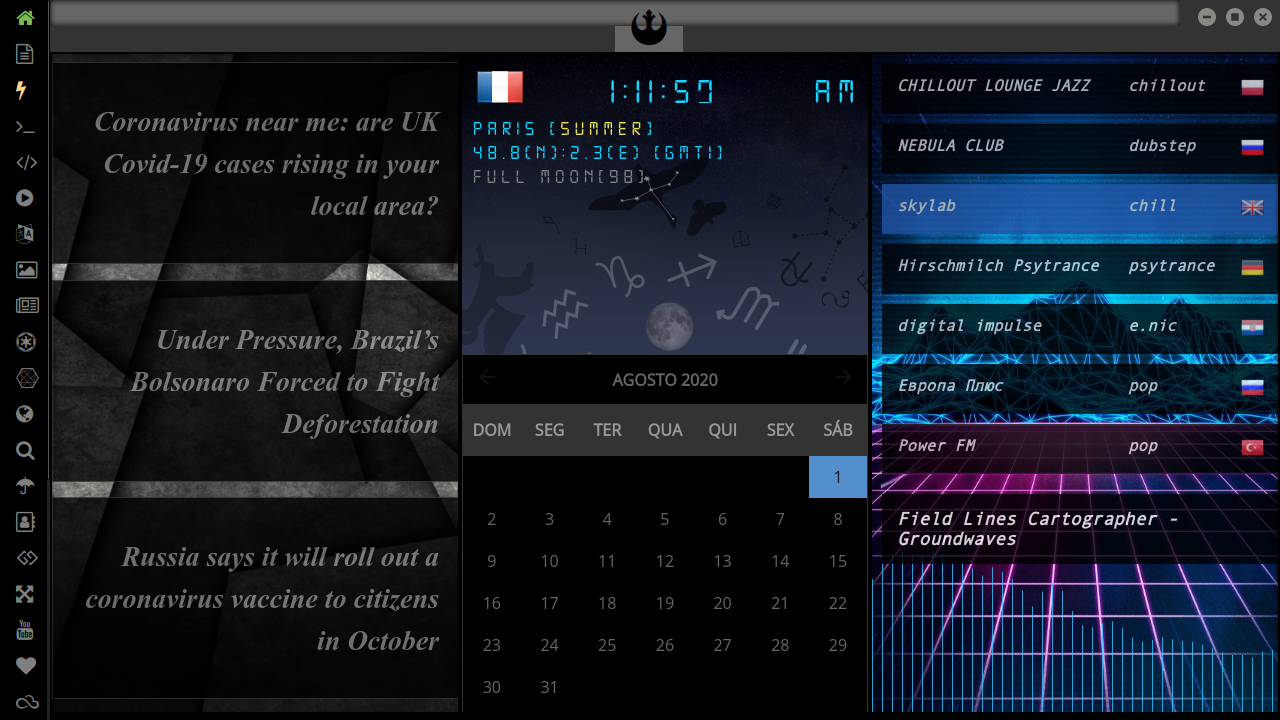 Coronavirus near me: are UK
Covid-19 cases rising in your
local area?
Under Pressure, Brazil’s
Bolsonaro Forced to Fight
Deforestation
Russia says it will roll out a
coronavirus vaccine to citizens
in October
1:11:57 AM
PARIS (SUMMER)
48.8(N):2.3(E) (GMT1)
FULL MOON(98)
AGOSTO 2020
DOM SEG TER QUA QUI SEX SÁB
1
2 3 4 5 6 7 8
9 10 11 12 13 14 15
16 17 18 19 20 21 22
23 24 25 26 27 28 29
30 31
CHILLOUT LOUNGE JAZZ chillout
NEBULA CLUB dubstep
skylab chill
Hirschmilch Psytrance psytrance
digital impulse e.nic
Европа Плюс pop
Power FM pop
Field Lines Cartographer -
Groundwaves
You
Tube